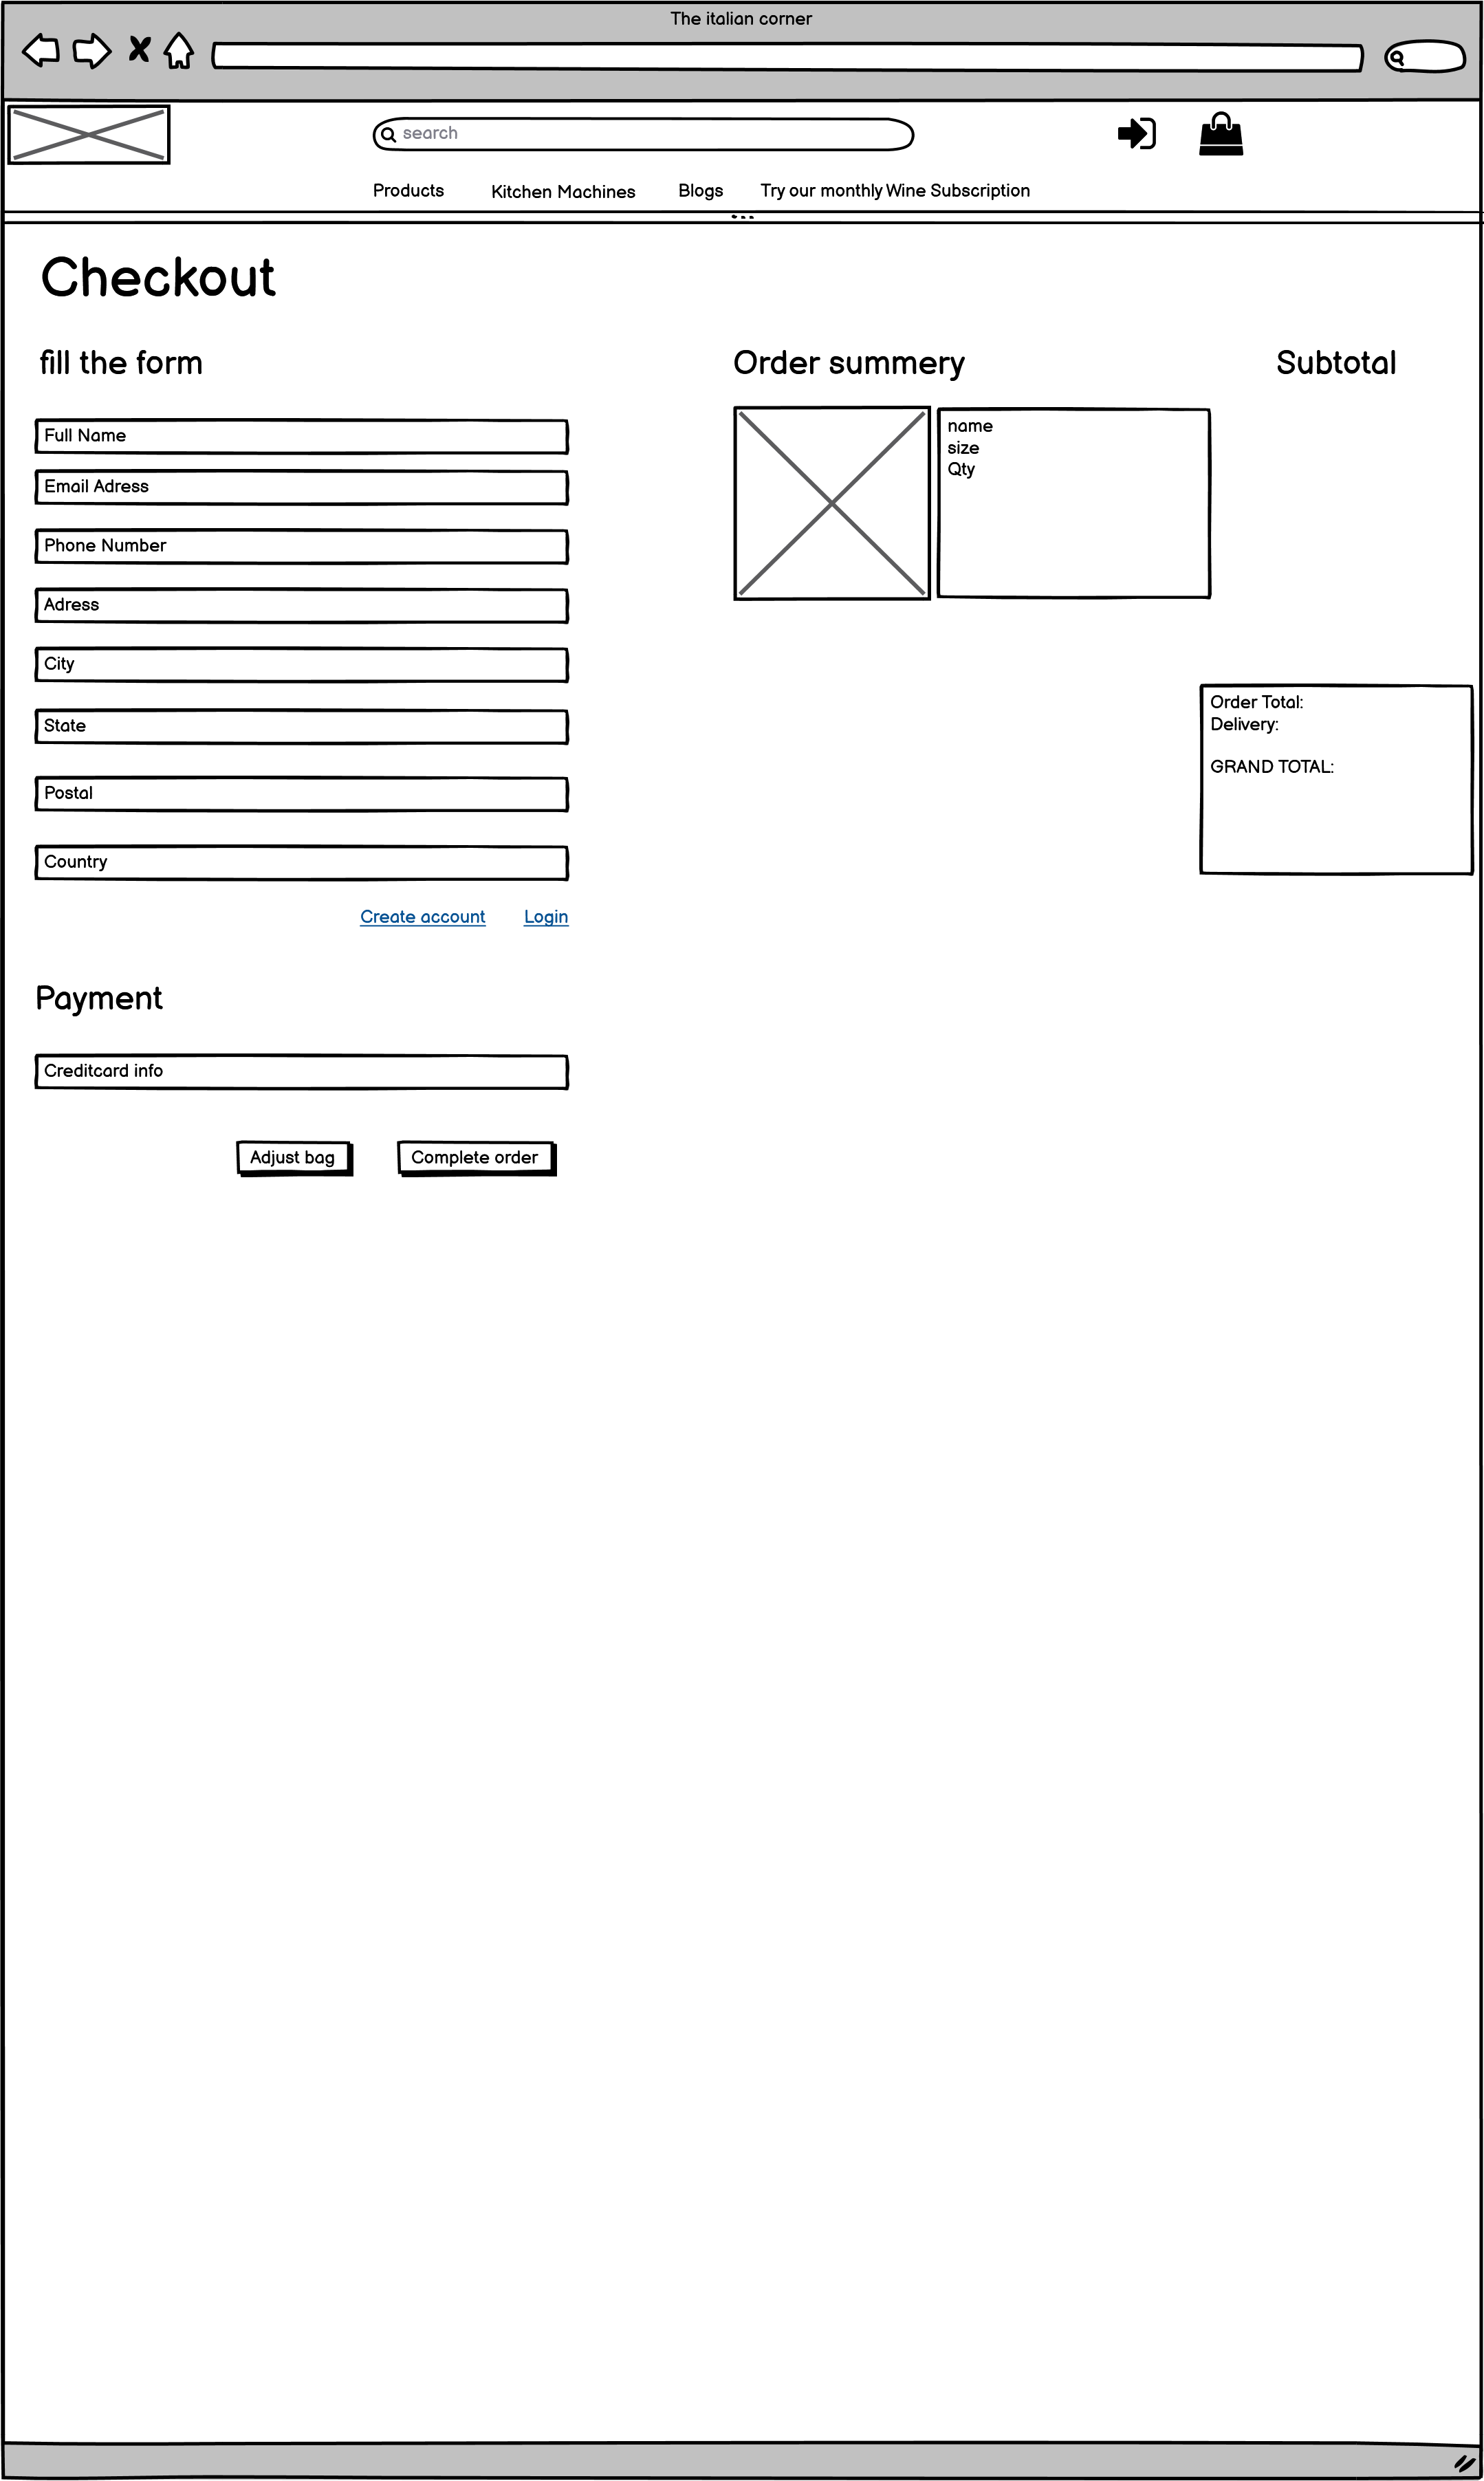 The italian corner
search
Products Kitchen Machines Blogs Try our monthly Wine Subscription
Checkout
fill the form
Full Name
Email Adress
Phone Number
Adress
City
State
Postal
Country
Create account Login
Payment
Creditcard info
Adjust bag Complete order
Order summery Subtotal
name
size
Qty
Order Total:
Delivery:
GRAND TOTAL: